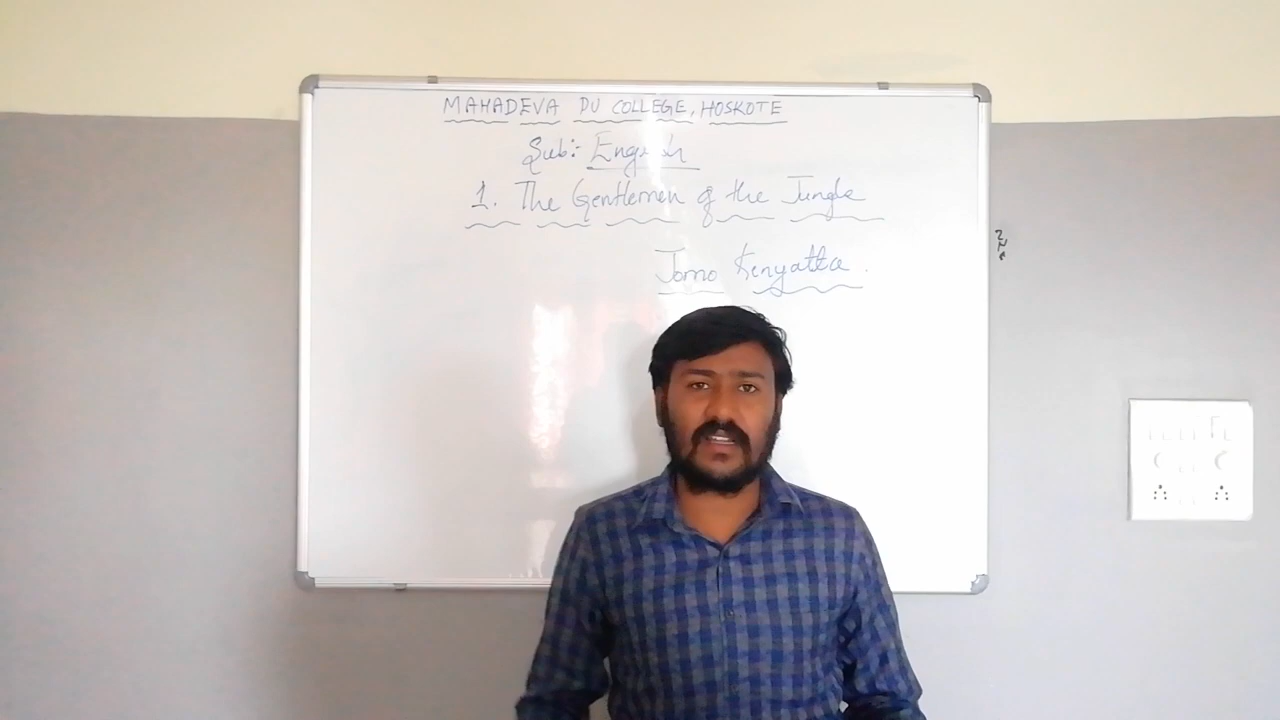 MAHADEVA PU COLLEGE, HOSKOTE
Sub:- English
1. The Gentlemen of the Jungle
Jomo Kenyatta.